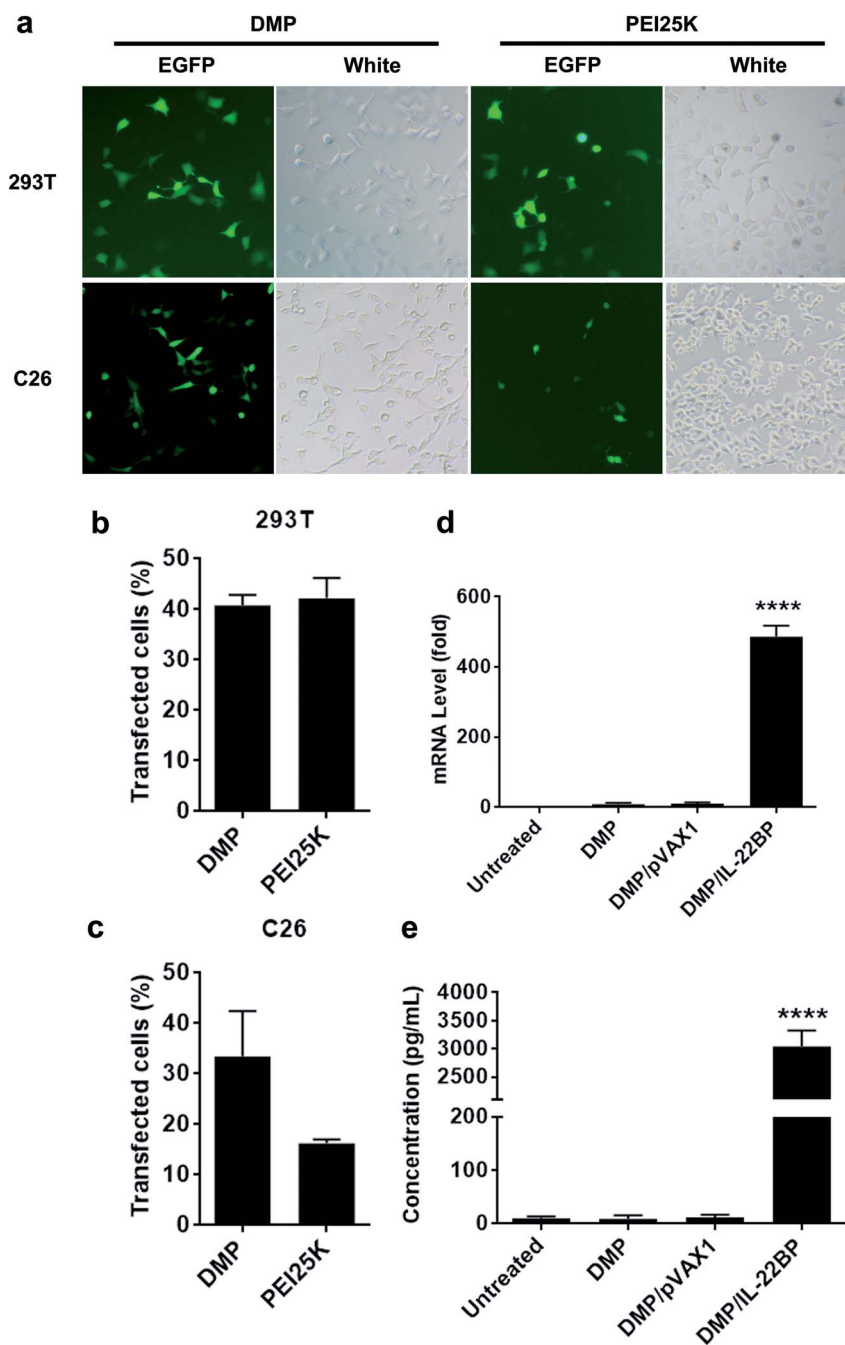 a
DMP
PEI25K
EGFP
White
EGFP
White
293T
C26
b
293T
Transfected cells (%)
50
40
30
20
10
0
DMP
PEI25K
d
mRNA Level (fold)
600
400
200
0
****
Untreated
DMP
DMP/pVAX1
DMP/IL-22BP
c
C26
Transfected cells (%)
50
40
30
20
10
0
DMP
PEI25K
e
Concentration (pg/mL)
4000
3500
3000
2500
200
100
0
****
Untreated
DMP
DMP/pVAX1
DMP/IL-22BP